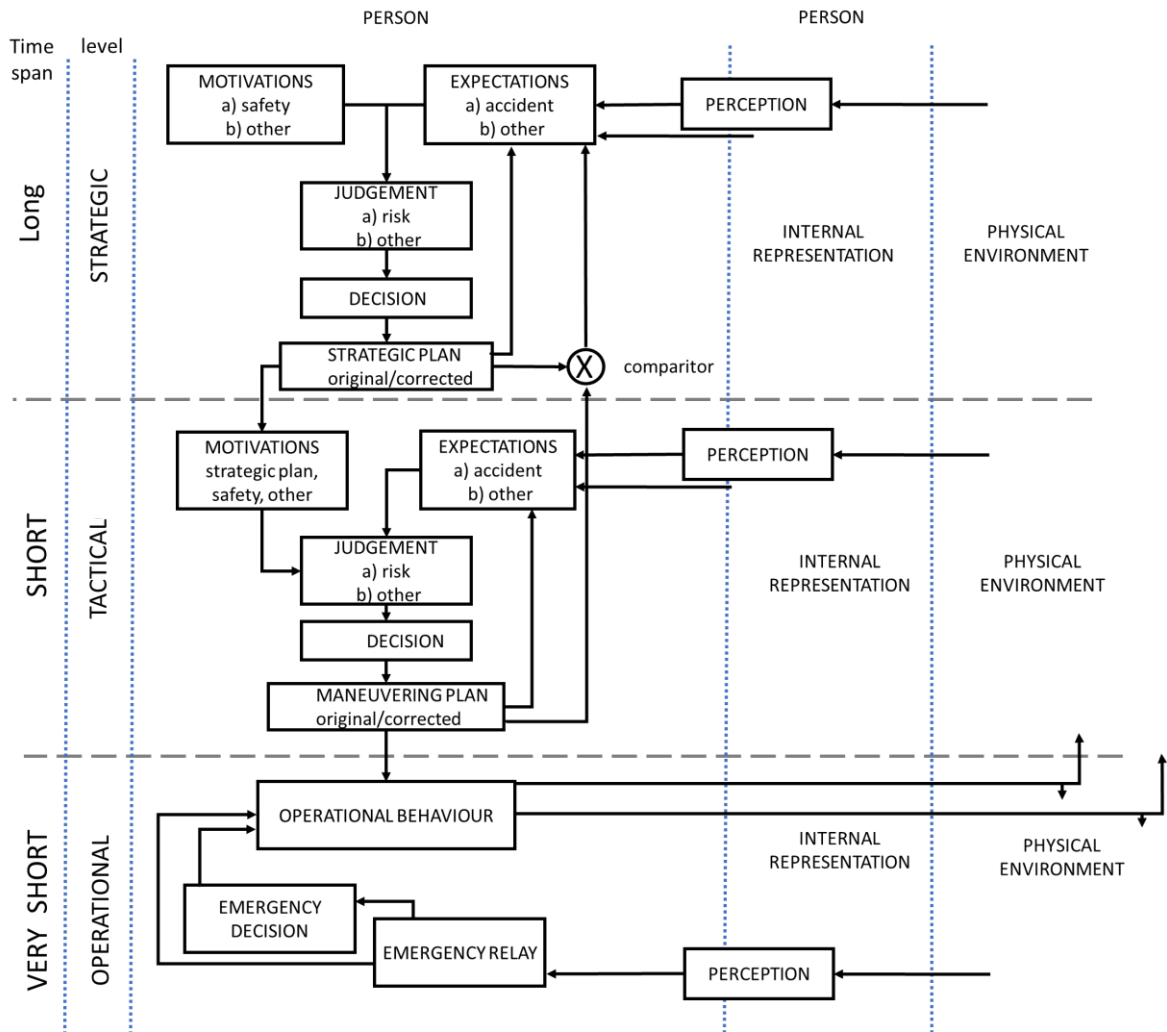 PERSON
PERSON
Time
span
level
MOTIVATIONS
a) safety
b) other
EXPECTATIONS
a) accident
b) other
PERCEPTION
Long
STRATEGIC
JUDGEMENT
a) risk
b) other
INTERNAL
REPRESENTATION
PHYSICAL
ENVIRONMENT
DECISION
STRATEGIC PLAN
original/corrected
X
comparitor
MOTIVATIONS
strategic plan,
safety, other
EXPECTATIONS
a) accident
b) other
PERCEPTION
SHORT
TACTICAL
JUDGEMENT
a) risk
b) other
INTERNAL
REPRESENTATION
PHYSICAL
ENVIRONMENT
DECISION
MANEUVERING PLAN
original/corrected
VERY SHORT
OPERATIONAL
OPERATIONAL BEHAVIOUR
INTERNAL
REPRESENTATION
PHYSICAL
ENVIRONMENT
EMERGENCY
DECISION
EMERGENCY RELAY
PERCEPTION